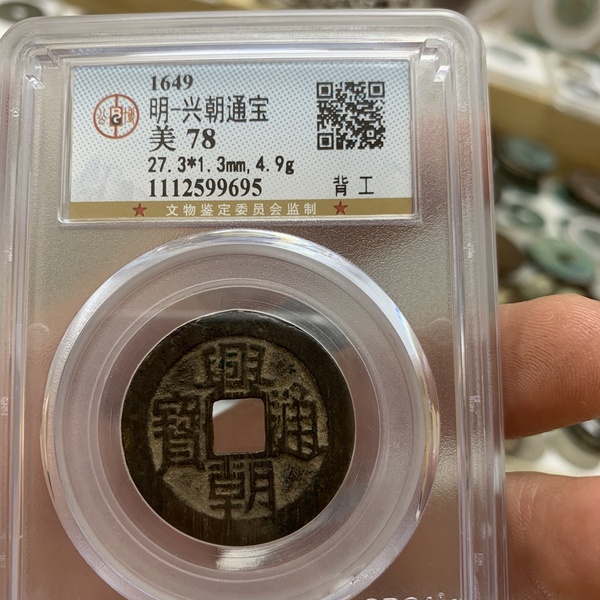 1649
明-兴朝通宝
美 78
27.3*1.3mm,4.9g
1112599695 背 工
★ 文物鉴定委员会监制 ★
興
寶 通
朝